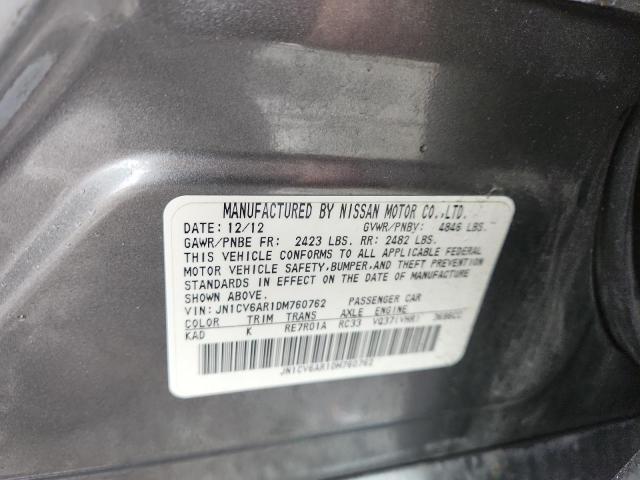 MANUFACTURED BY NISSAN MOTOR CO.,LTD.
DATE: 12/12 GVWR/PNBV: 4846 LBS.
GAWR/PNBE FR: 2423 LBS. RR: 2482 LBS.
THIS VEHICLE CONFORMS TO ALL APPLICABLE FEDERAL
MOTOR VEHICLE SAFETY,BUMPER,AND THEFT PREVENTION
STANDARDS IN EFFECT ON THE DATE OF MANUFACTURE
SHOWN ABOVE.
VIN: JN1CV6AR1DM760762 PASSENGER CAR
COLOR TRIM TRANS AXLE ENGINE
KAD K RE7R01A RC33 VQ37(VHR) 3696CC
JN1CV6AR1DM760762